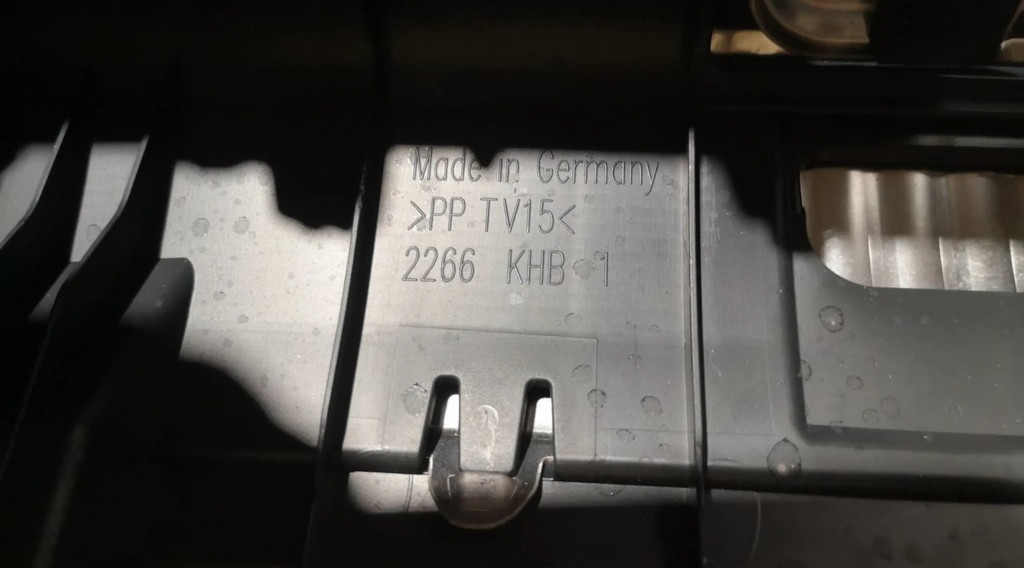 Made in Germany
>PP TV15<
2266 KHB 1